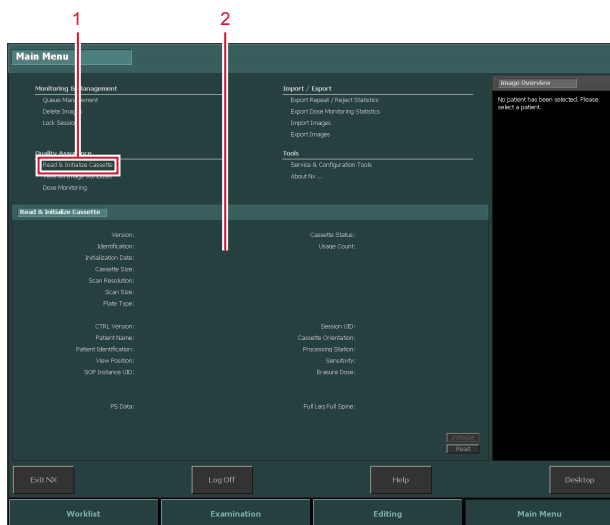 1 2
Main Menu
Monitoring & Management
Queue Management
Delete Images
Lock Session
Quality Assurance
Read & Initialize Cassette
View All Image Attributes
Dose Monitoring
Import / Export
Export Repeat / Reject Statistics
Export Dose Monitoring Statistics
Import Images
Export Images
Tools
Service & Configuration Tools
About Nx ...
Image Overview
No patient has been selected. Please
select a patient.
Read & Initialize Cassette
Version:
Identification:
Initialization Date:
Cassette Size:
Scan Resolution:
Scan Size:
Plate Type:
Cassette Status:
Usage Count:
CTRL Version:
Patient Name:
Patient Identification:
View Position:
SOP Instance UID:
Session UID:
Cassette Orientation:
Processing Station:
Sensitivity:
Erasure Dose:
PS Data:
Full Leg Full Spine:
Initialize
Read
Exit NX
Log Off
Help
Desktop
Worklist
Examination
Editing
Main Menu